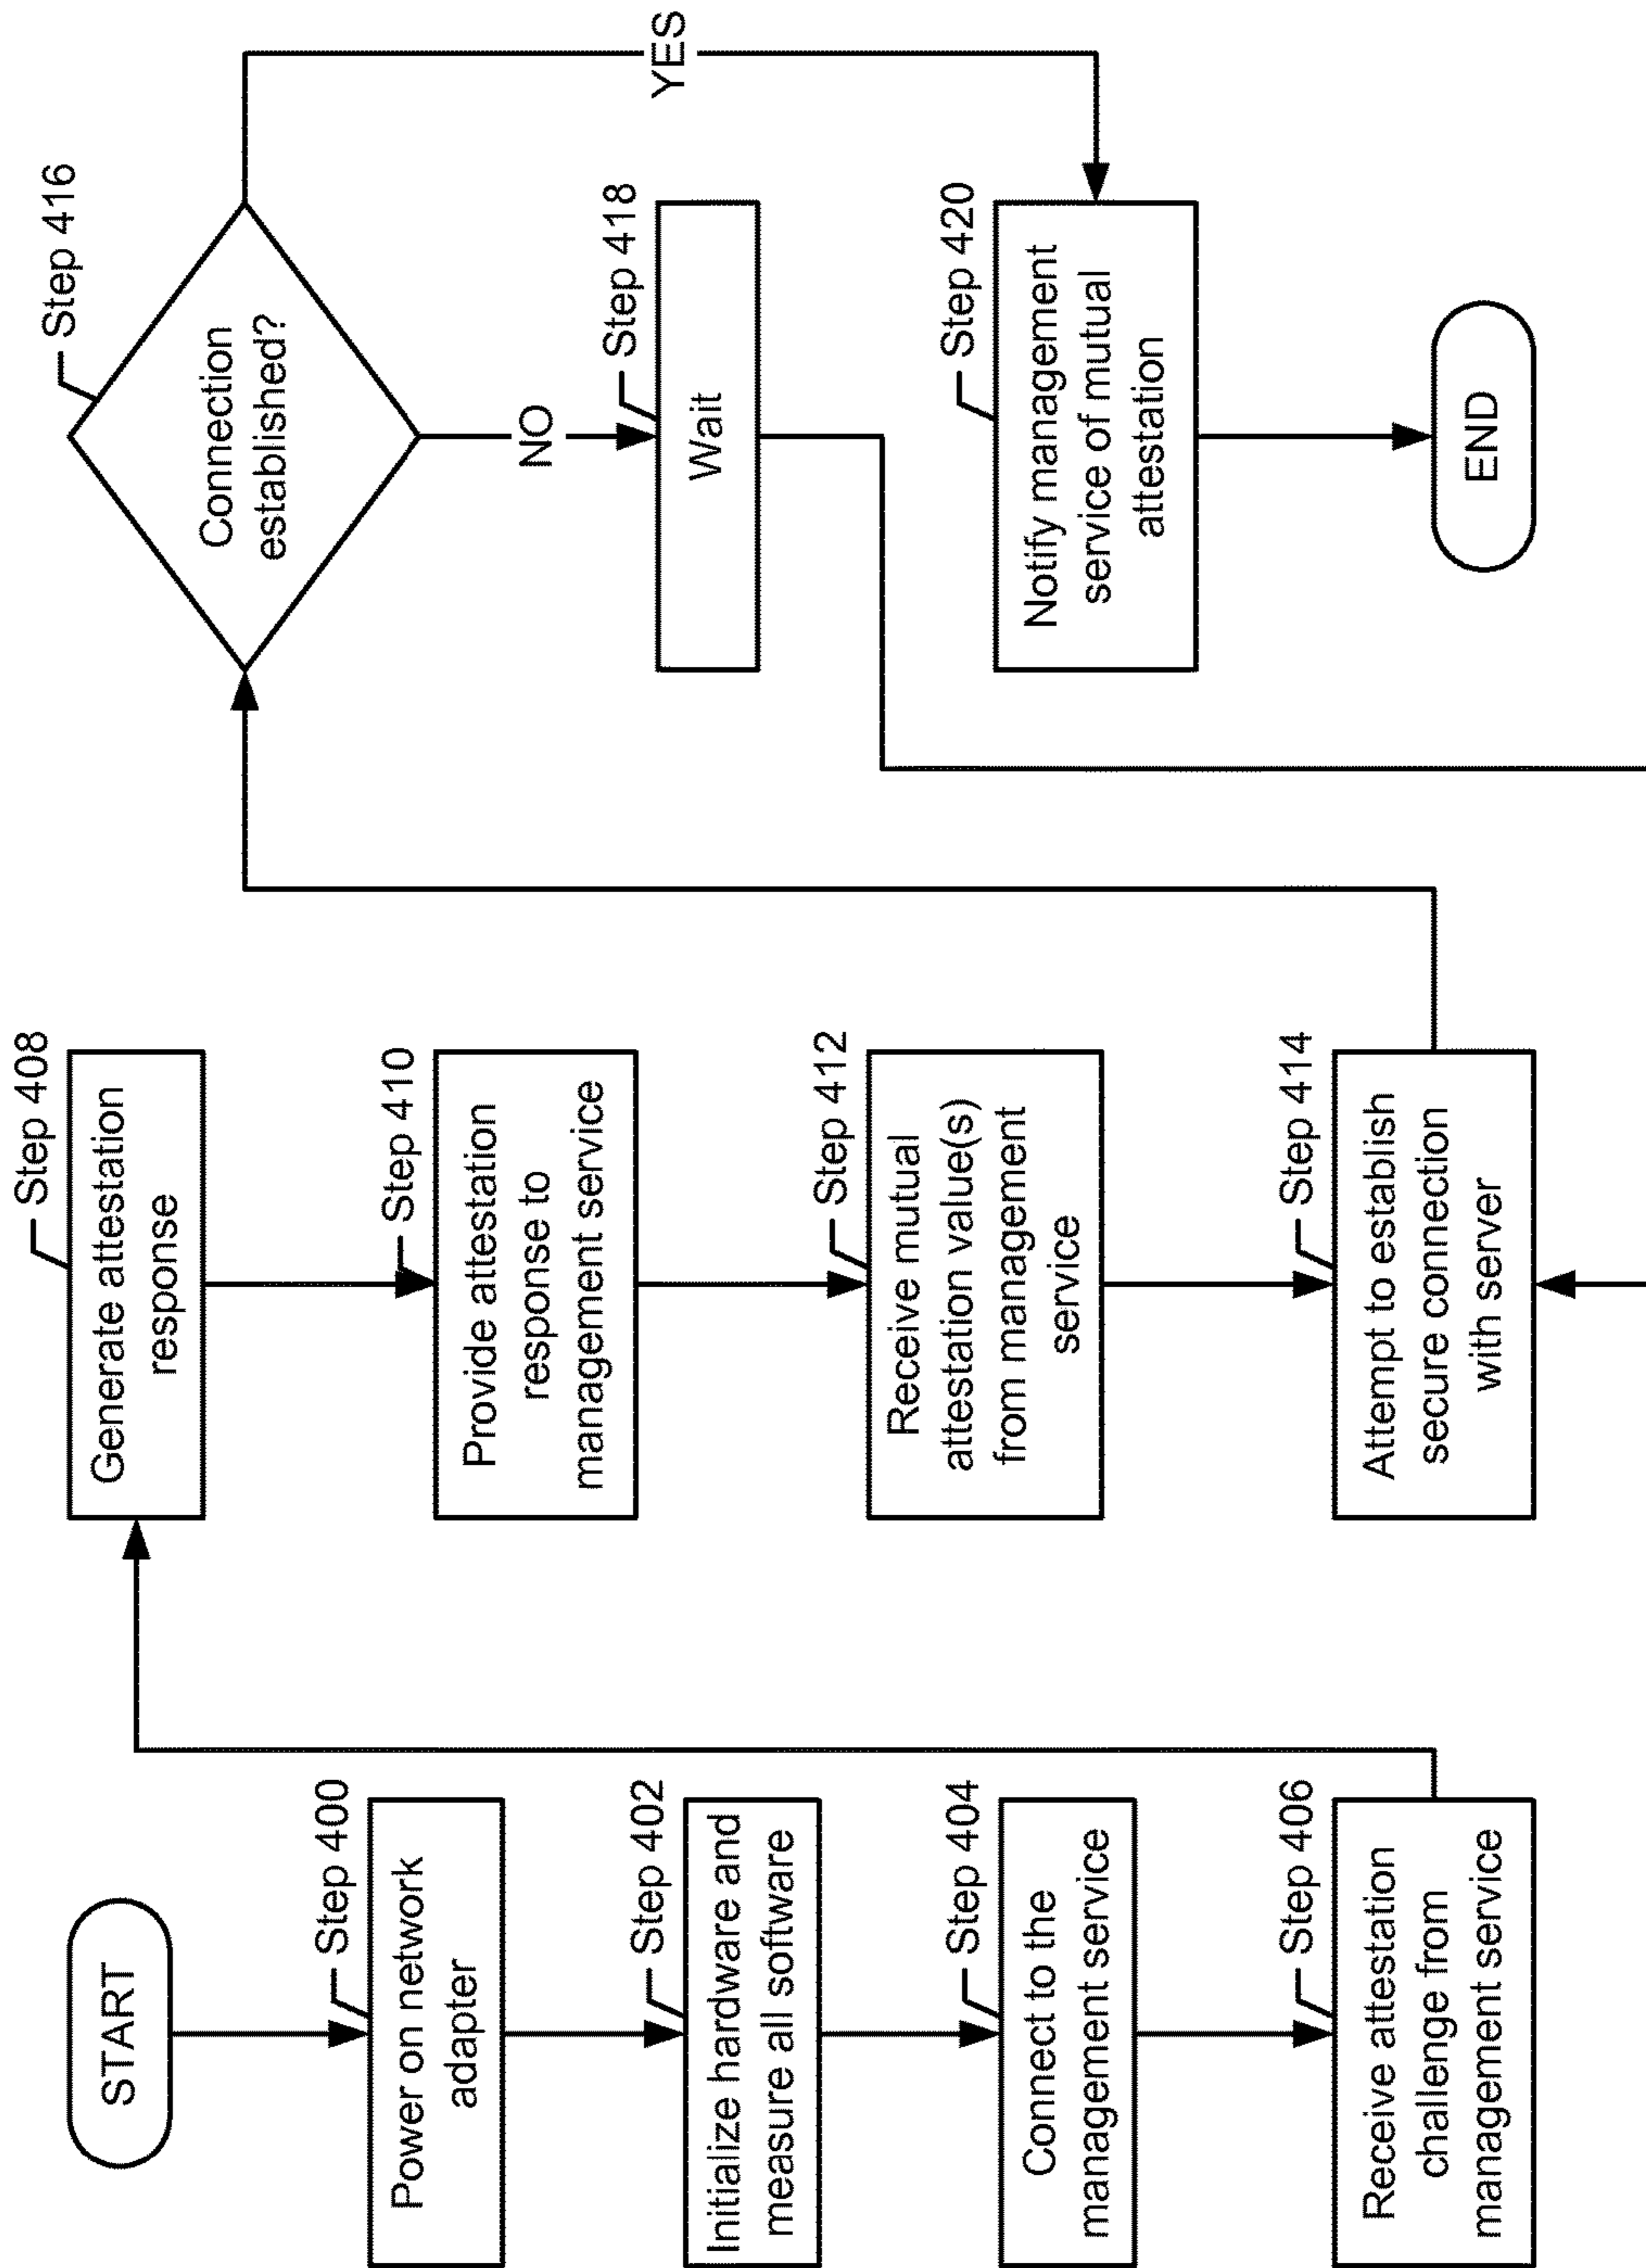 START
Step 400
Power on network
adapter
Step 402
Initialize hardware and
measure all software
Step 404
Connect to the
management service
Step 406
Receive attestation
challenge from
management service
Step 408
Generate attestation
response
Step 410
Provide attestation
response to
management service
Step 412
Receive mutual
attestation value(s)
from management
service
Step 414
Attempt to establish
secure connection
with server
Step 416
Connection
established?
NO
YES
Step 418
Wait
Step 420
Notify management
service of mutual
attestation
END